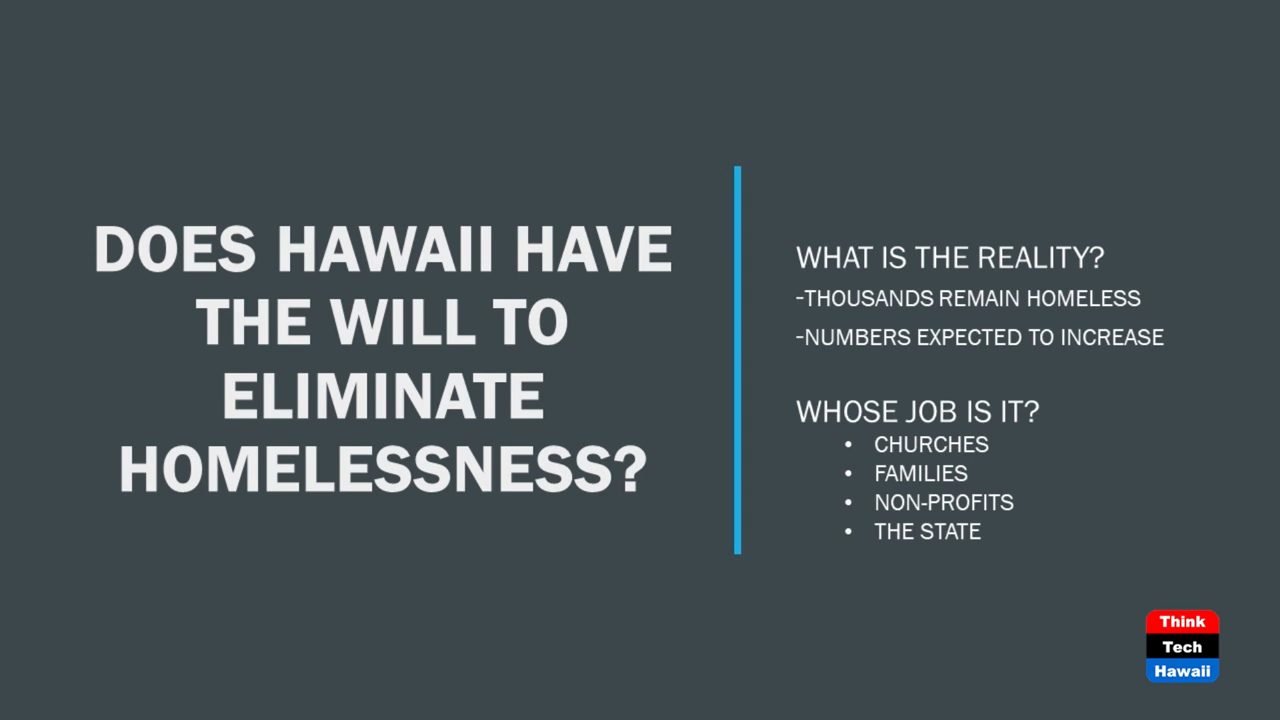 DOES HAWAII HAVE
THE WILL TO
ELIMINATE
HOMELESSNESS?
WHAT IS THE REALITY?
-THOUSANDS REMAIN HOMELESS
-NUMBERS EXPECTED TO INCREASE
WHOSE JOB IS IT?
• CHURCHES
• FAMILIES
• NON-PROFITS
• THE STATE
Think
Tech
Hawaii